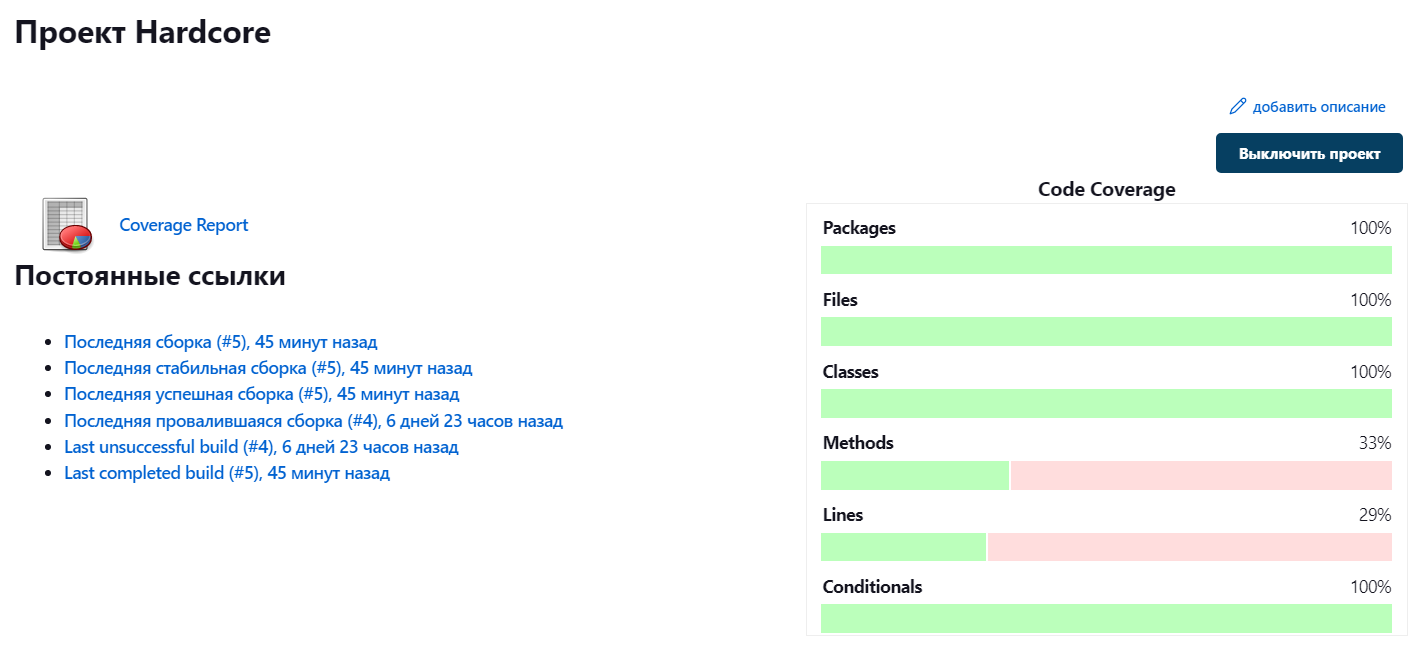 Проект Hardcore
добавить описание
Выключить проект
Coverage Report
Постоянные ссылки
Последняя сборка (#5), 45 минут назад
Последняя стабильная сборка (#5), 45 минут назад
Последняя успешная сборка (#5), 45 минут назад
Последняя провалившаяся сборка (#4), 6 дней 23 часов назад
Last unsuccessful build (#4), 6 дней 23 часов назад
Last completed build (#5), 45 минут назад
Code Coverage
Packages 100%
Files 100%
Classes 100%
Methods 33%
Lines 29%
Conditionals 100%